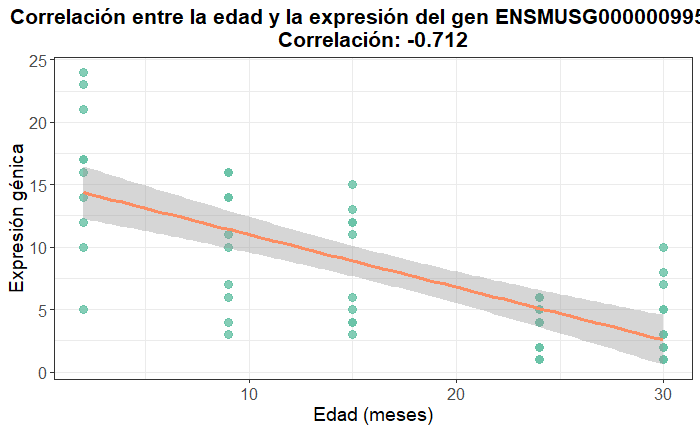 Correlación entre la edad y la expresión del gen ENSMUSG000000995
Correlación: -0.712
Expresión génica
25
20
15
10
5
0
10
20
30
Edad (meses)